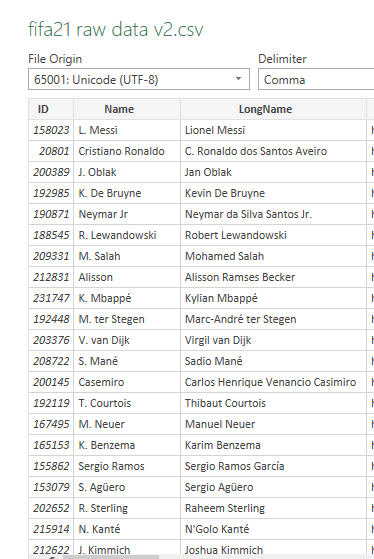 fifa21 raw data v2.csv
File Origin Delimiter
65001: Unicode (UTF-8) Comma
ID Name LongName
158023 L. Messi Lionel Messi
20801 Cristiano Ronaldo C. Ronaldo dos Santos Aveiro
200389 J. Oblak Jan Oblak
192985 K. De Bruyne Kevin De Bruyne
190871 Neymar Jr Neymar da Silva Santos Jr.
188545 R. Lewandowski Robert Lewandowski
209331 M. Salah Mohamed Salah
212831 Alisson Alisson Ramses Becker
231747 K. Mbappé Kylian Mbappé
192448 M. ter Stegen Marc-André ter Stegen
203376 V. van Dijk Virgil van Dijk
208722 S. Mané Sadio Mané
200145 Casemiro Carlos Henrique Venancio Casimiro
192119 T. Courtois Thibaut Courtois
167495 M. Neuer Manuel Neuer
165153 K. Benzema Karim Benzema
155862 Sergio Ramos Sergio Ramos García
153079 S. Agüero Sergio Agüero
202652 R. Sterling Raheem Sterling
215914 N. Kanté N'Golo Kanté
212622 J. Kimmich Joshua Kimmich